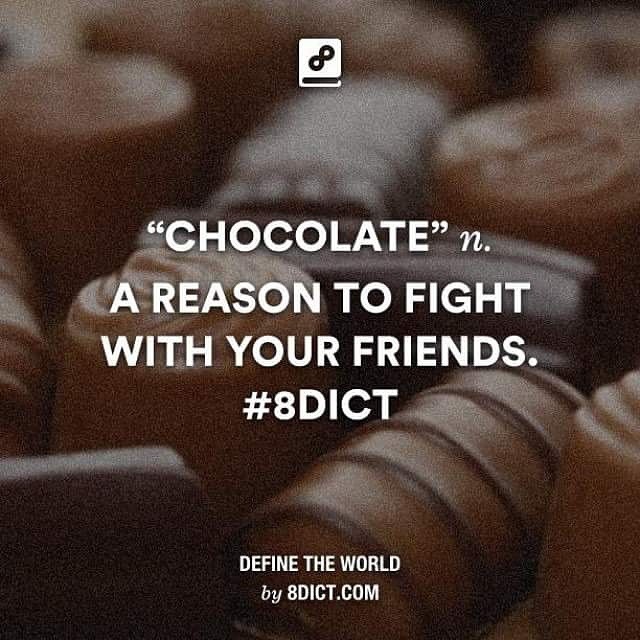 “CHOCOLATE” n.
A REASON TO FIGHT
WITH YOUR FRIENDS.
#8DICT
DEFINE THE WORLD
by 8DICT.COM